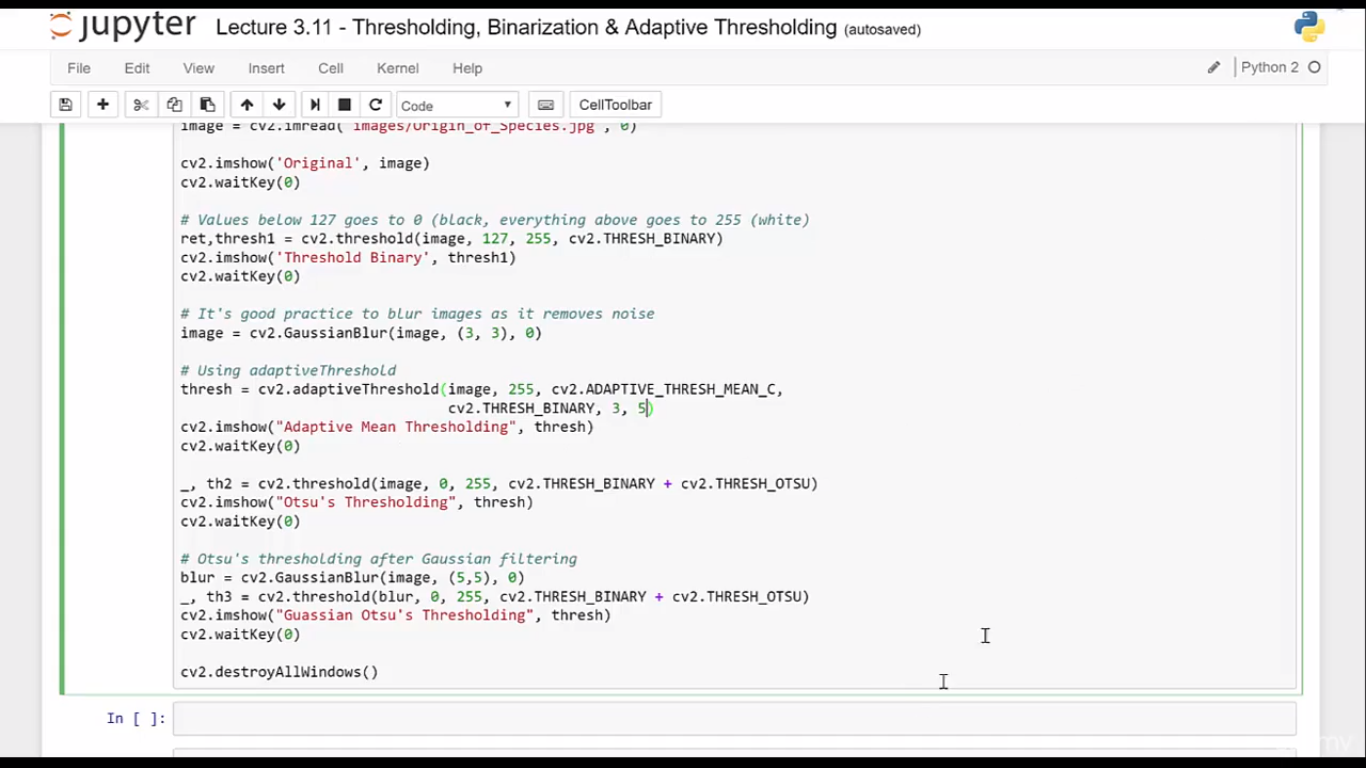 jupyter Lecture 3.11 - Thresholding, Binarization & Adaptive Thresholding (autosaved)
File Edit View Insert Cell Kernel Help Python 2
Code CellToolbar
image = cv2.imread('images/Origin_of_Species.jpg', 0)
cv2.imshow('Original', image)
cv2.waitKey(0)
# Values below 127 goes to 0 (black, everything above goes to 255 (white)
ret,thresh1 = cv2.threshold(image, 127, 255, cv2.THRESH_BINARY)
cv2.imshow('Threshold Binary', thresh1)
cv2.waitKey(0)
# It's good practice to blur images as it removes noise
image = cv2.GaussianBlur(image, (3, 3), 0)
# Using adaptiveThreshold
thresh = cv2.adaptiveThreshold(image, 255, cv2.ADAPTIVE_THRESH_MEAN_C,
cv2.THRESH_BINARY, 3, 5)
cv2.imshow("Adaptive Mean Thresholding", thresh)
cv2.waitKey(0)
_, th2 = cv2.threshold(image, 0, 255, cv2.THRESH_BINARY + cv2.THRESH_OTSU)
cv2.imshow("Otsu's Thresholding", thresh)
cv2.waitKey(0)
# Otsu's thresholding after Gaussian filtering
blur = cv2.GaussianBlur(image, (5,5), 0)
_, th3 = cv2.threshold(blur, 0, 255, cv2.THRESH_BINARY + cv2.THRESH_OTSU)
cv2.imshow("Guassian Otsu's Thresholding", thresh)
cv2.waitKey(0)
cv2.destroyAllWindows()
In [ ]: